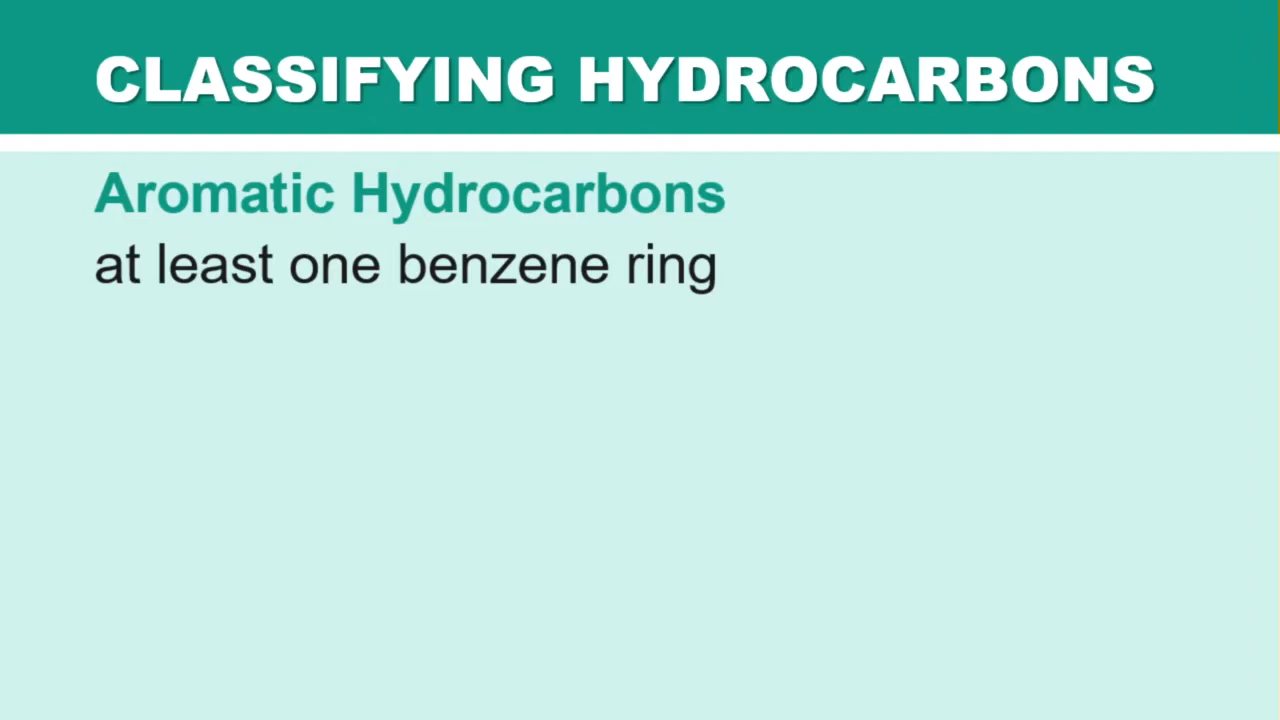 CLASSIFYING HYDROCARBONS
Aromatic Hydrocarbons
at least one benzene ring